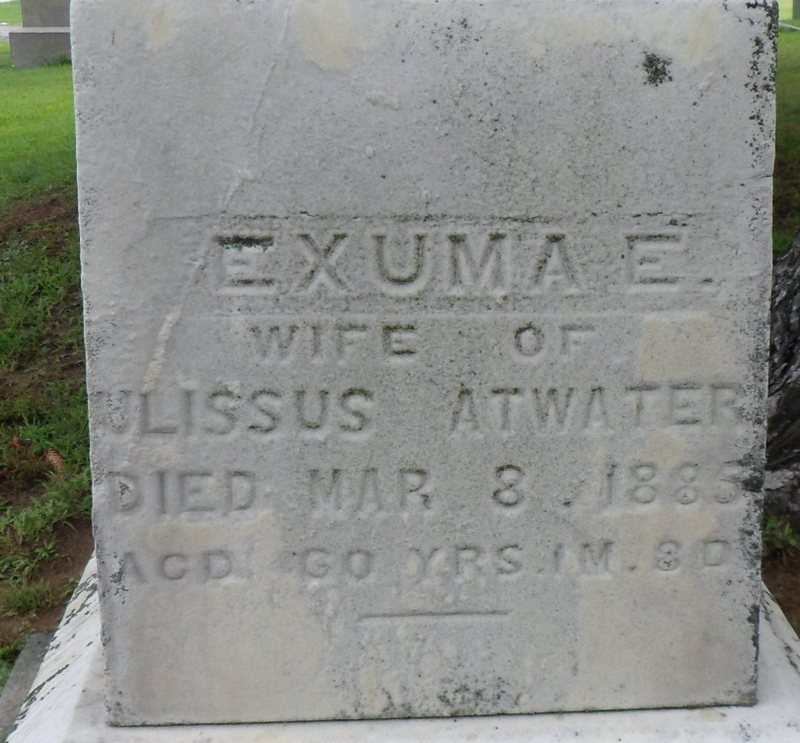 EXUMA E.
WIFE OF
ULISSUS ATWATER
DIED MAR 8. 1885
AGD. 60 YRS. 1M. 8D